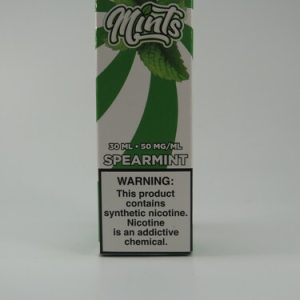 Mints
30 ML • 50 MG/ML
SPEARMINT
WARNING:
This product
contains
synthetic nicotine.
Nicotine
is an addictive
chemical.